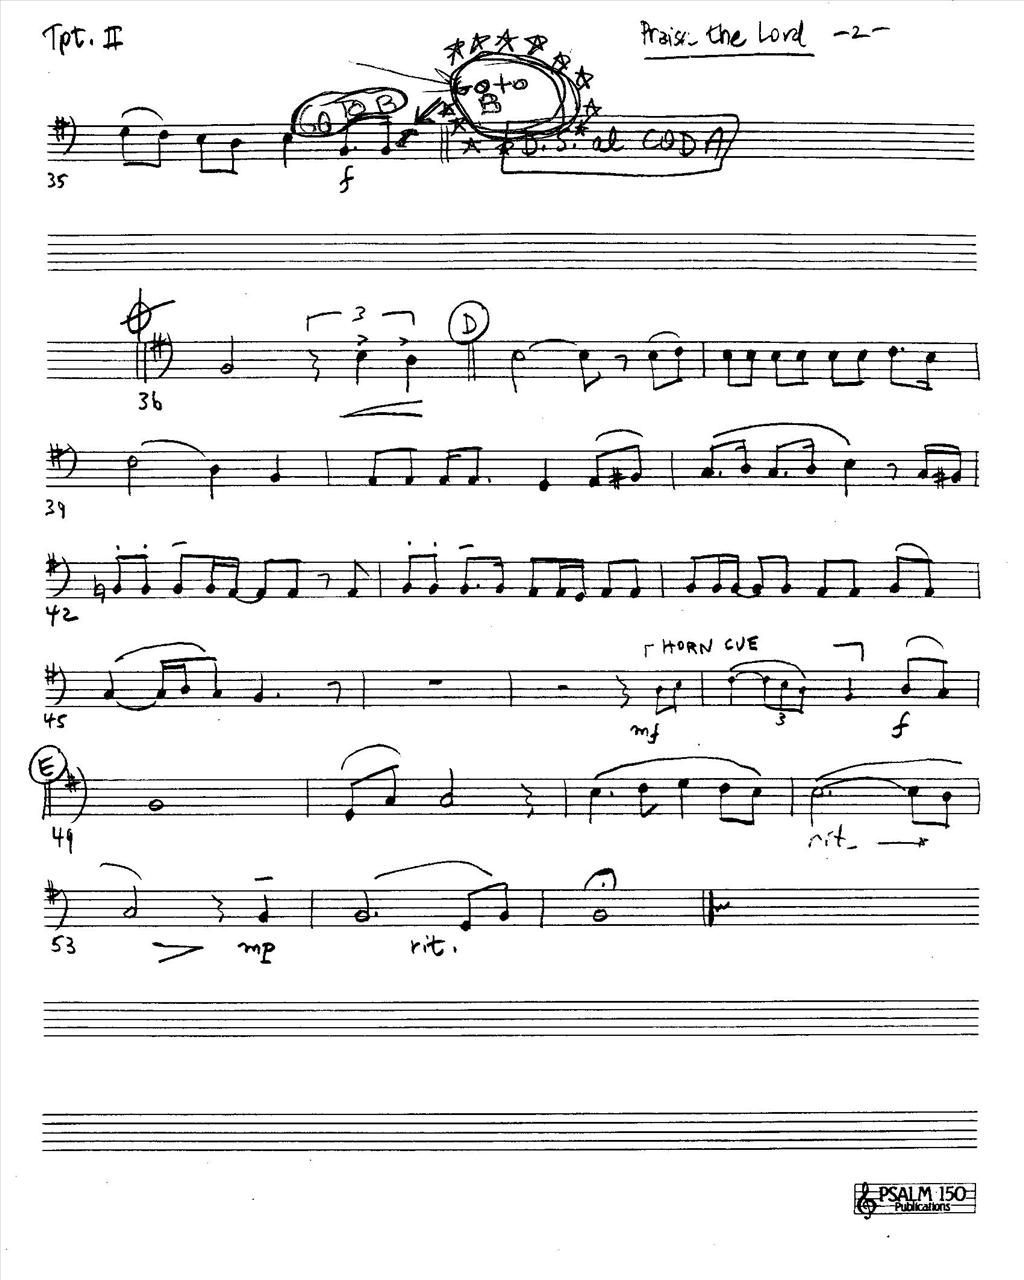 Tpt. II Praise the Lord -2-
GO TO B GO TO B
D.S. al CODA
35 f
3 D
36
39
42
HORN CUE
45 mf 3 f
E
49 rit.
53 mp rit.
PSALM 150
Publications